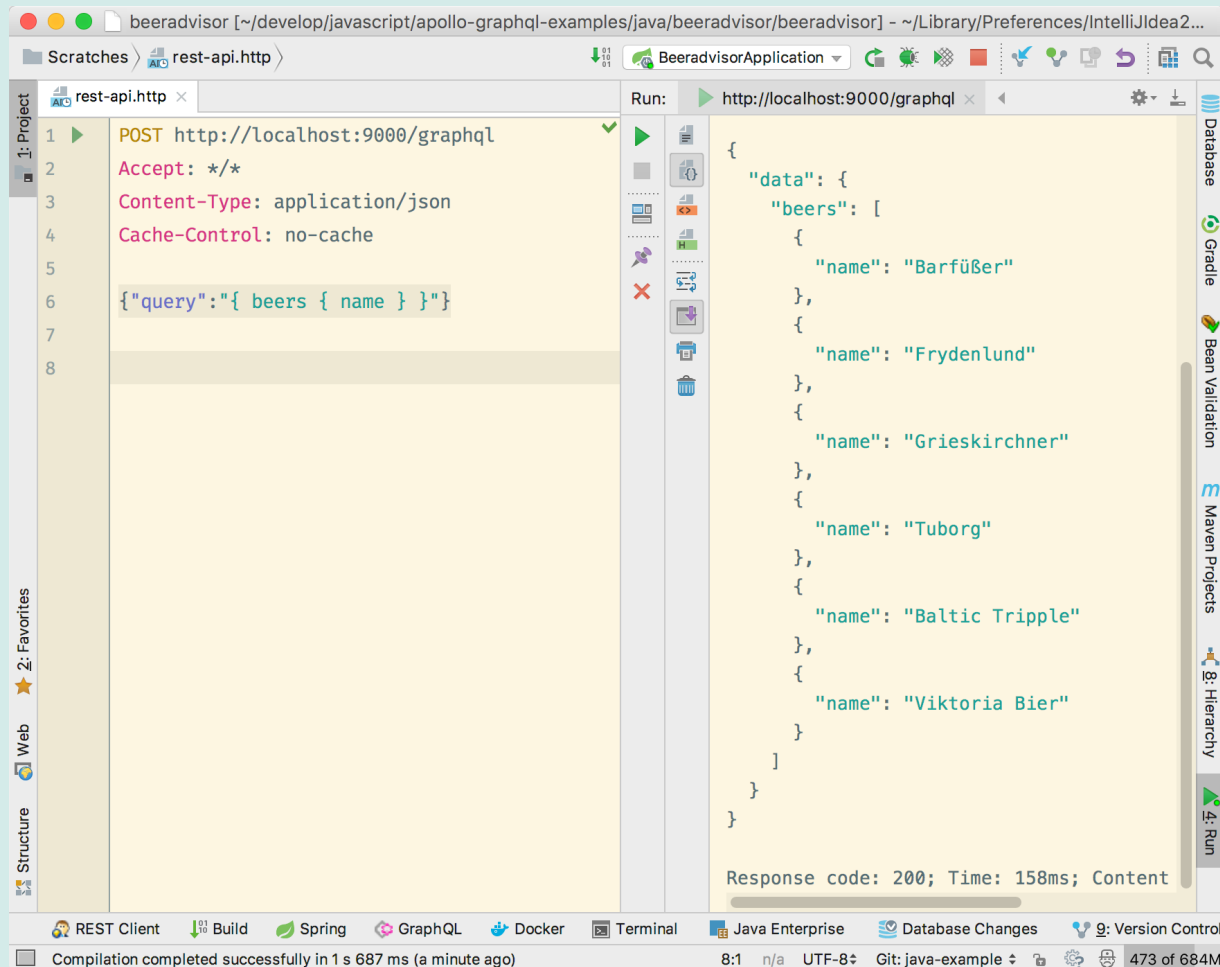 beeradvisor [~/develop/javascript/apollo-graphql-examples/java/beeradvisor/beeradvisor] - ~/Library/Preferences/IntelliJIdea2...
Scratches
rest-api.http
BeeradvisorApplication
rest-api.http
Run:
http://localhost:9000/graphql
1: Project
2: Favorites
Web
Structure
1 POST http://localhost:9000/graphql
2 Accept: */*
3 Content-Type: application/json
4 Cache-Control: no-cache
5
6 {"query":"{ beers { name } }"}
7
8
{
"data": {
"beers": [
{
"name": "Barfüßer"
},
{
"name": "Frydenlund"
},
{
"name": "Grieskirchner"
},
{
"name": "Tuborg"
},
{
"name": "Baltic Tripple"
},
{
"name": "Viktoria Bier"
}
]
}
}
Response code: 200; Time: 158ms; Content
Database
Gradle
Bean Validation
m Maven Projects
8: Hierarchy
4: Run
REST Client
Build
Spring
GraphQL
Docker
Terminal
Java Enterprise
Database Changes
9: Version Control
Compilation completed successfully in 1 s 687 ms (a minute ago)
8:1
n/a
UTF-8
Git: java-example
473 of 684M